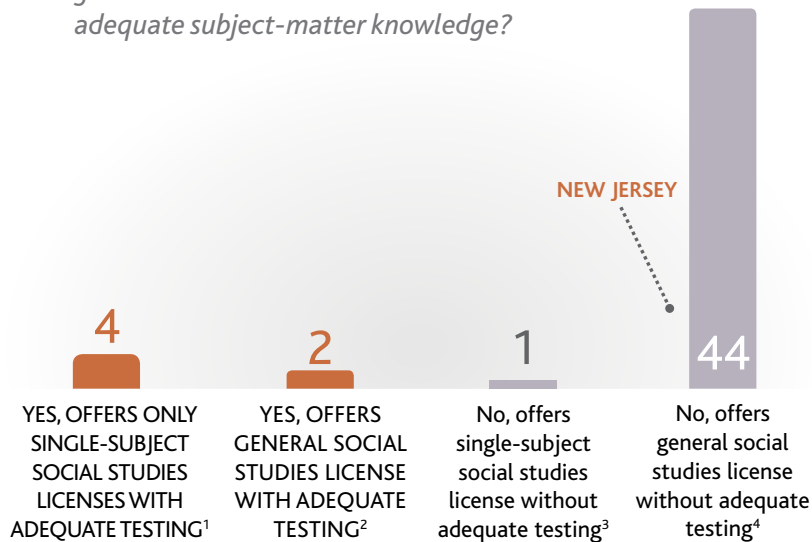 adequate subject-matter knowledge?
NEW JERSEY
4
2
1
44
YES, OFFERS ONLY
SINGLE-SUBJECT
SOCIAL STUDIES
LICENSES WITH
ADEQUATE TESTING¹
YES, OFFERS
GENERAL SOCIAL
STUDIES LICENSE
WITH ADEQUATE
TESTING²
No, offers
single-subject
social studies
license without
adequate testing³
No, offers
general social
studies license
without adequate
testing⁴